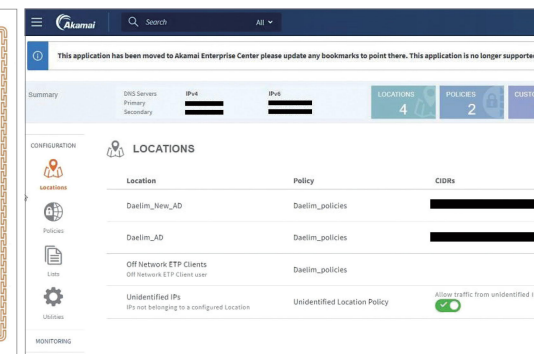 Akamai
Search
All
This application has been moved to Akamai Enterprise Center please update any bookmarks to point there. This application is no longer supported
Summary
DNS Servers
IPv4
IPv6
Primary
Secondary
LOCATIONS
4
POLICIES
2
CUSTO
CONFIGURATION
Locations
Policies
Lists
Utilities
MONITORING
LOCATIONS
Location
Policy
CIDRs
Daelim_New_AD
Daelim_policies
Daelim_AD
Daelim_policies
Off Network ETP Clients
Off Network ETP Client user
Daelim_policies
Unidentified IPs
IPs not belonging to a configured Location
Unidentified Location Policy
Allow traffic from unidentified I